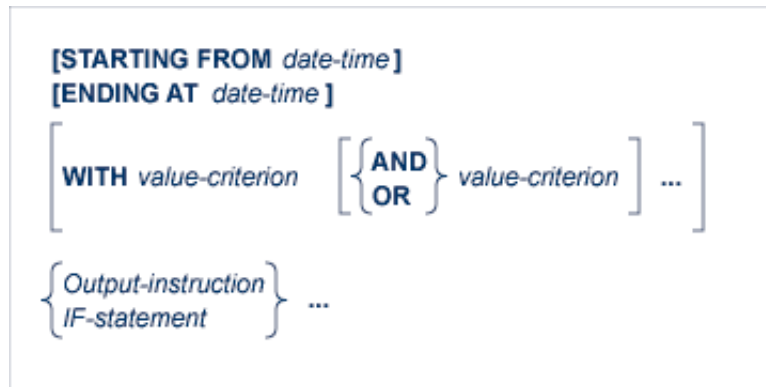 [STARTING FROM date-time]
[ENDING AT date-time]
[WITH value-criterion [{AND
OR} value-criterion] ...]
{Output-instruction
IF-statement} ...